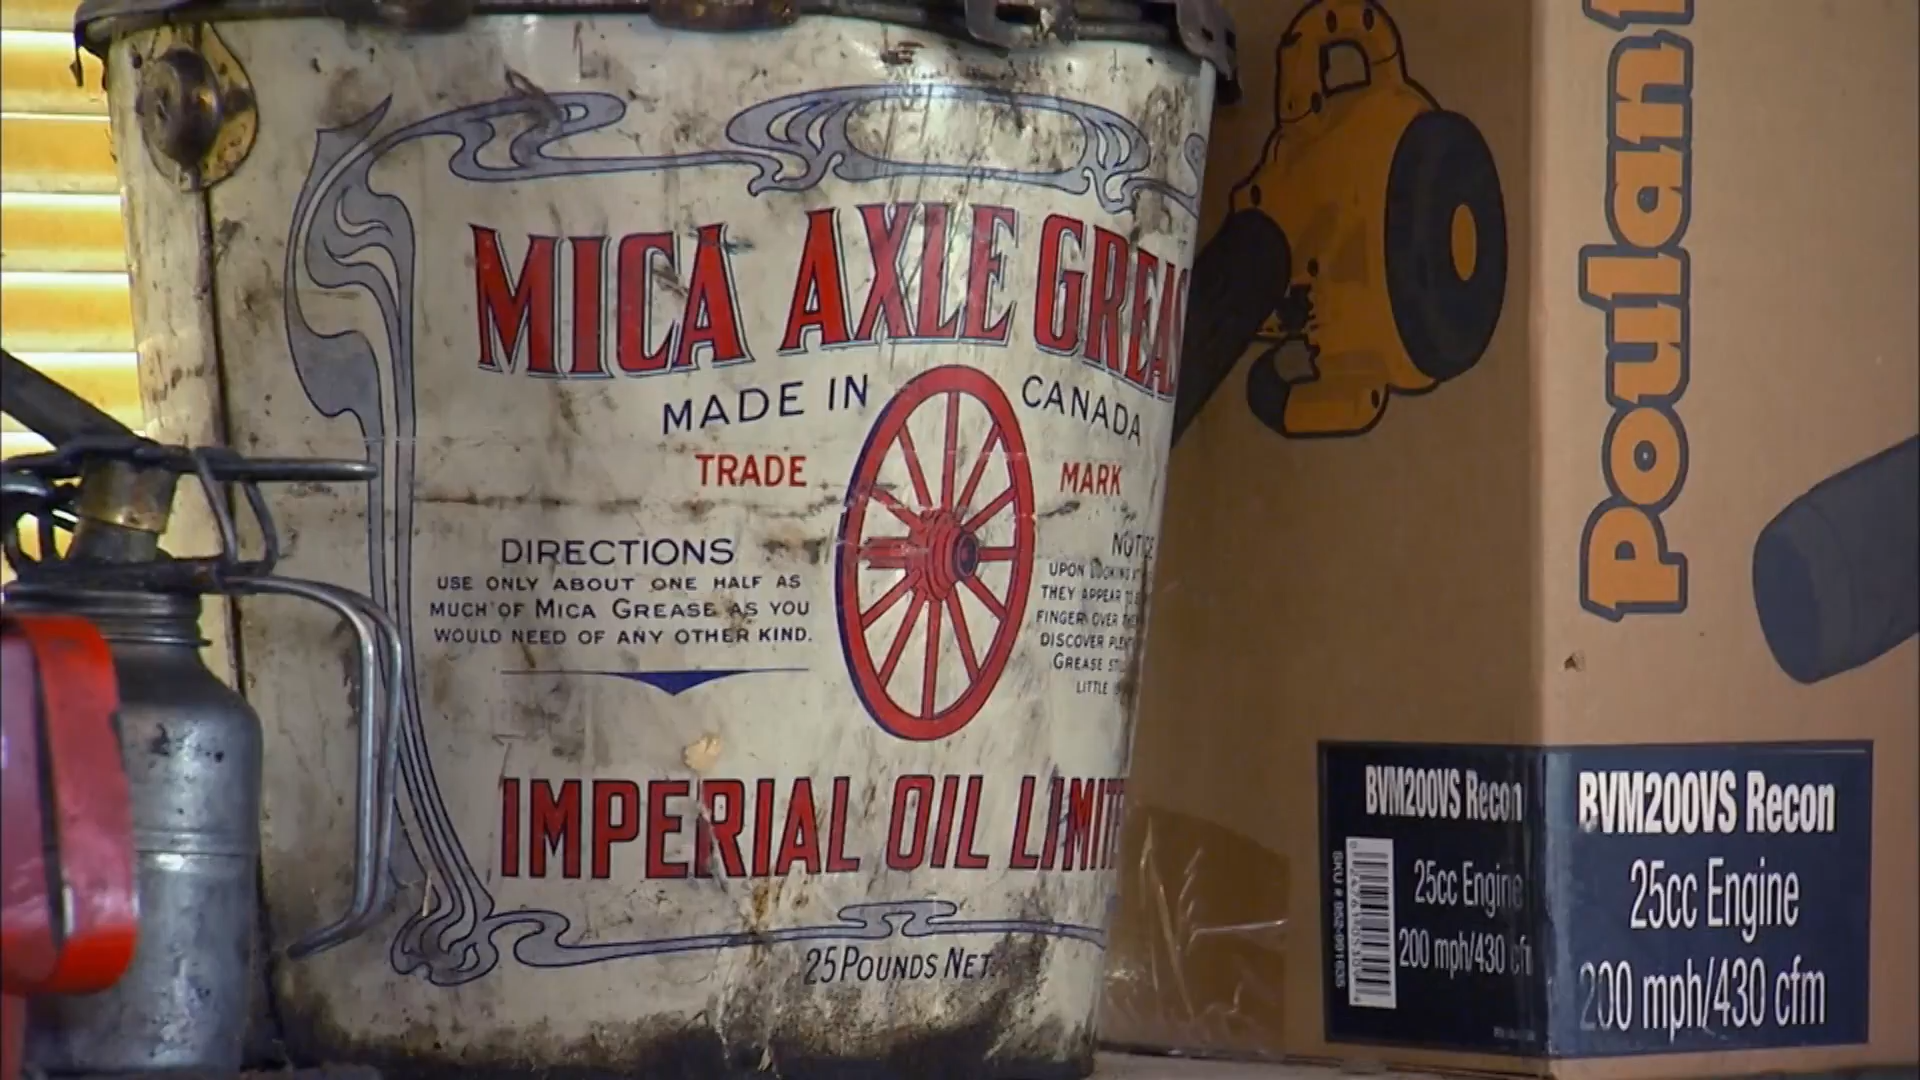 MICA AXLE GREAS
MADE IN CANADA
TRADE MARK
DIRECTIONS
USE ONLY ABOUT ONE HALF AS
MUCH OF MICA GREASE AS YOU
WOULD NEED OF ANY OTHER KIND.
NOTICE
UPON LOOKING
THEY APPEAR
FINGER OVER
DISCOVER
GREASE
LITTLE
IMPERIAL OIL LIMITE
25 POUNDS NET.
Poulan
BVM200VS Recon
25cc Engine
200 mph/430 cfm
BVM200VS Recon
25cc Engine
200 mph/430 cfm